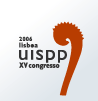 2006
lisboa
uispp
XV congresso